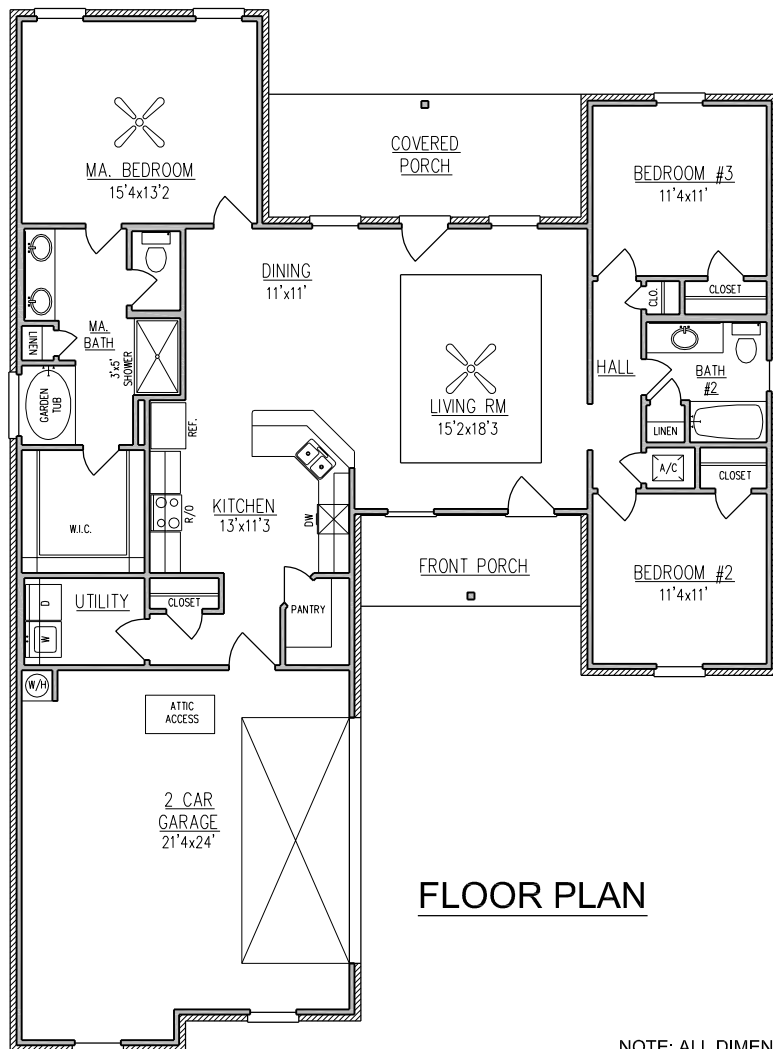 MA. BEDROOM
15'4x13'2
COVERED
PORCH
BEDROOM #3
11'4x11'
DINING
11'x11'
CLO.
CLOSET
MA.
BATH
LINEN
3'x5'
SHOWER
GARDEN
TUB
HALL
BATH
#2
LIVING RM
15'2x18'3
REF.
LINEN
A/C
CLOSET
W.I.C.
R/O
KITCHEN
13'x11'3
DW
FRONT PORCH
BEDROOM #2
11'4x11'
D
W
UTILITY
CLOSET
PANTRY
W/H
ATTIC
ACCESS
2 CAR
GARAGE
21'4x24'
FLOOR PLAN
NOTE: ALL DIMEN